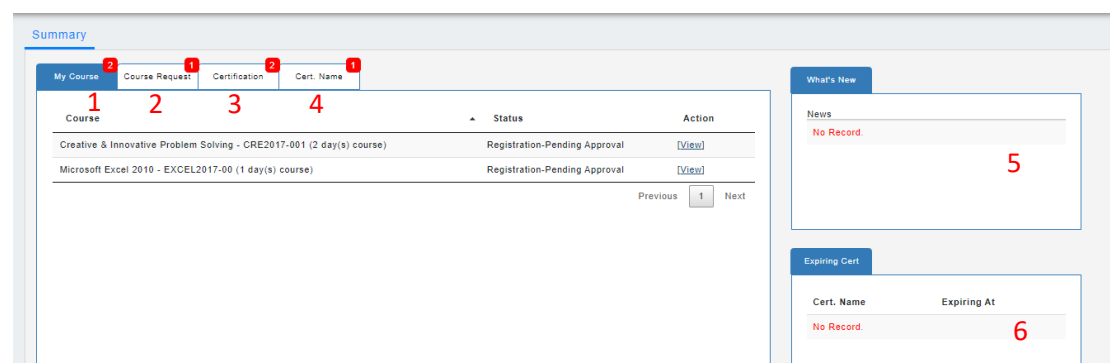 Summary
My Course 2 Course Request 1 Certification 2 Cert. Name 1
1 2 3 4
Course Status Action
Creative & Innovative Problem Solving - CRE2017-001 (2 day(s) course) Registration-Pending Approval [View]
Microsoft Excel 2010 - EXCEL2017-00 (1 day(s) course) Registration-Pending Approval [View]
Previous 1 Next
What's New
News
No Record.
5
Expiring Cert
Cert. Name Expiring At
No Record.
6